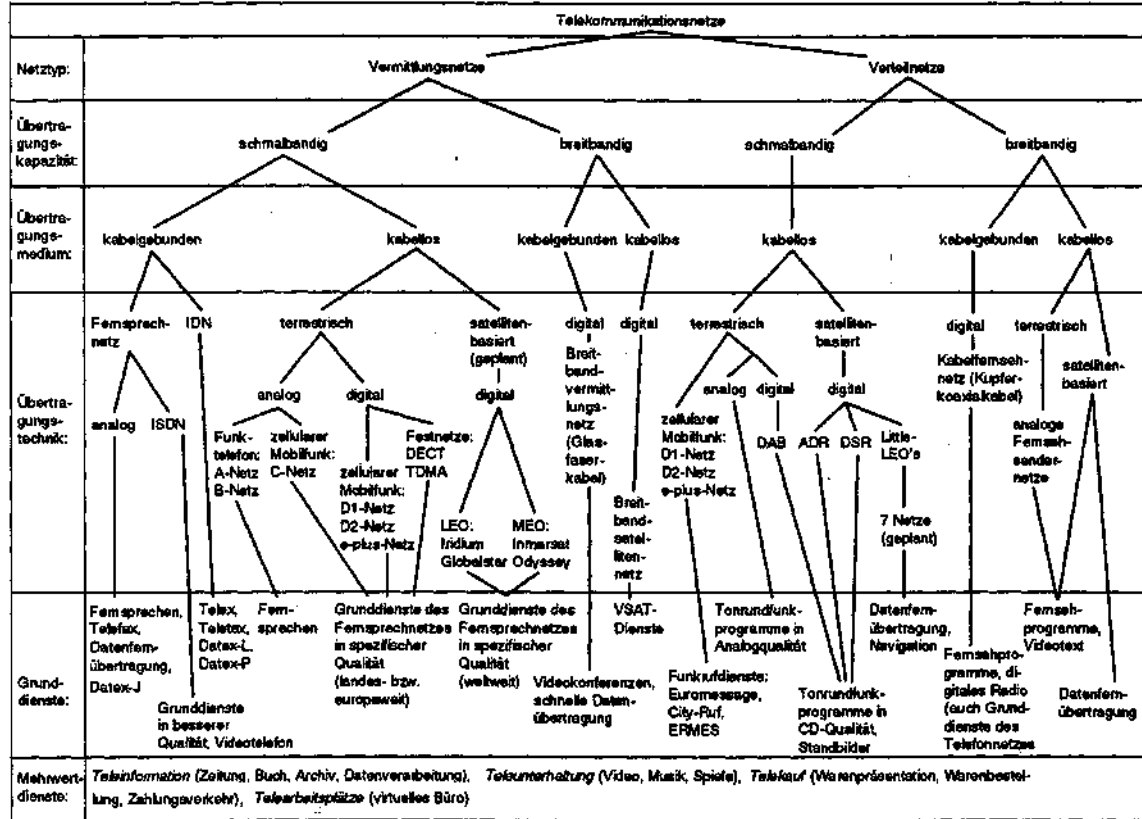 Telekommunikationsnetze
Netztyp:
Vermittlungsnetze
Verteilnetze
Übertra-
gungs-
kapazität:
schmalbandig
breitbandig
schmalbandig
breitbandig
Übertra-
gungs-
medium:
kabelgebunden
kabellos
kabelgebunden
kabellos
kabellos
kabelgebunden
kabellos
Übertra-
gungs-
technik:
Fernsprech-
netz
IDN
analog
ISDN
terrestrisch
analog
digital
Funk-
telefon:
A-Netz
B-Netz
zellularer
Mobilfunk:
C-Netz
zellularer
Mobilfunk:
D1-Netz
D2-Netz
e-plus-Netz
Festnetze:
DECT
TDMA
satelliten-
basiert
(geplant)
digital
LEO:
Iridium
Globalstar
MEO:
Inmarsat
Odyssey
digital
Breit-
bandver-
mitt-
lungs-
netz
(Glas-
faser-
kabel)
digital
Breit-
band-
satel-
liten-
netz
terrestrisch
analog
digital
zellularer
Mobilfunk:
D1-Netz
D2-Netz
e-plus-Netz
DAB
satelliten-
basiert
digital
ADR
DSR
Little-
LEO's
7 Netze
(geplant)
digital
Kabelfernseh-
netz (Kupfer-
koaxialkabel)
terrestrisch
analoge
Fernseh-
sender-
netze
satelliten-
basiert
Grund-
dienste:
Fernsprechen,
Telefax,
Datenfern-
übertragung,
Datex-J
Grunddienste
in besserer
Qualität, Videotelefon
Telex,
Teletex,
Datex-L,
Datex-P
Fern-
sprechen
Grunddienste des
Fernsprechnetzes
in spezifischer
Qualität
(landes- bzw.
europaweit)
Grunddienste des
Fernsprechnetzes
in spezifischer
Qualität
(weltweit)
Videokonferenzen,
schnelle Daten-
übertragung
VSAT-
Dienste
Funkrufdienste:
Euromessage,
City-Ruf,
ERMES
Tonrundfunk-
programme in
Analogqualität
Tonrundfunk-
programme in
CD-Qualität,
Standbilder
Datenfern-
übertragung,
Navigation
Fernsehpro-
gramme, di-
gitales Radio
(auch Grund-
dienste des
Telefonnetzes
Fernseh-
programme,
Videotext
Datenfern-
übertragung
Mehrwert-
dienste:
Teleinformation (Zeitung, Buch, Archiv, Datenverarbeitung), Teleunterhaltung (Video, Musik, Spiele), Telekauf (Warenpräsentation, Warenbestel-
lung, Zahlungsverkehr), Telearbeitsplätze (virtuelles Büro)